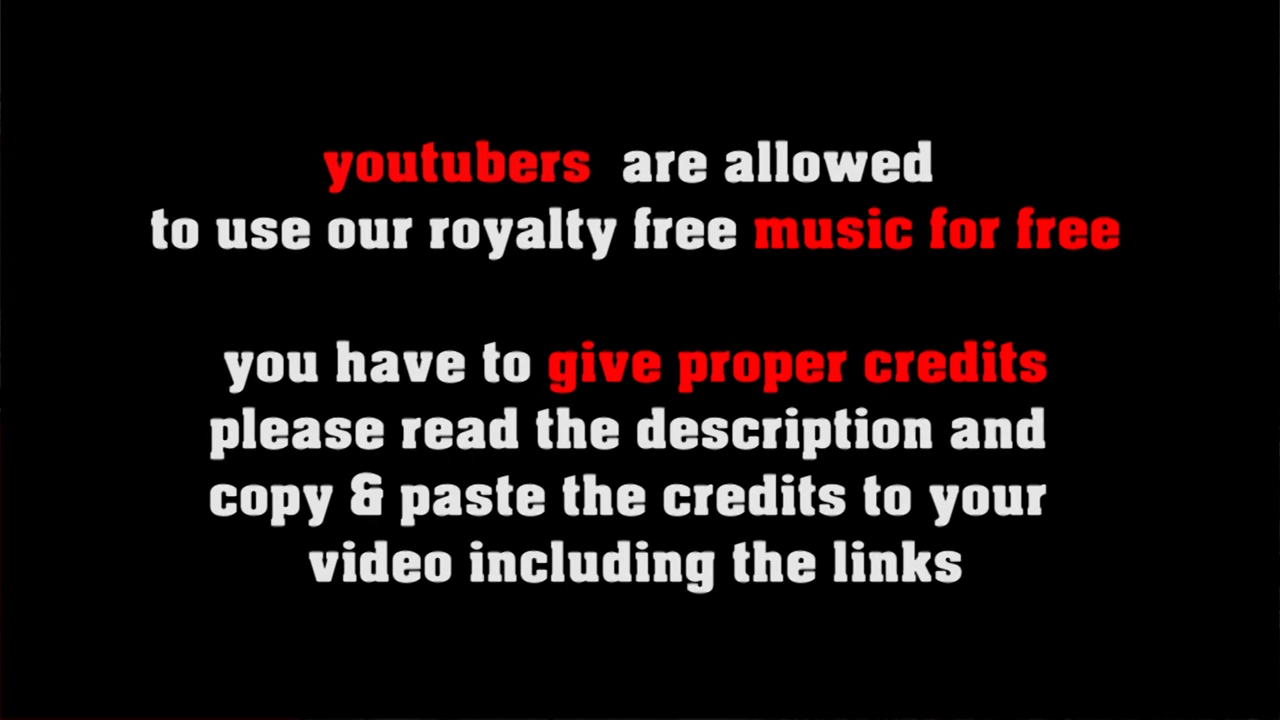 youtubers are allowed
to use our royalty free music for free
you have to give proper credits
please read the description and
copy & paste the credits to your
video including the links